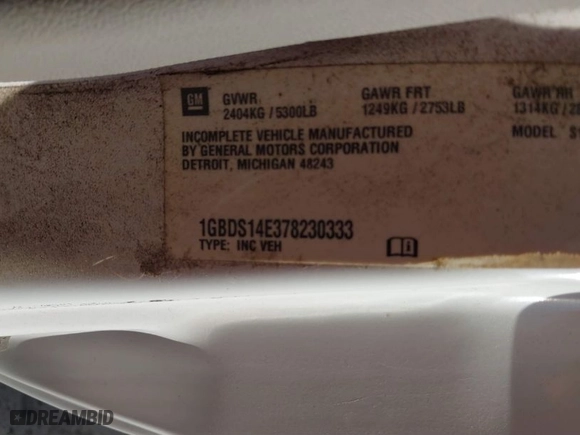 GM GVWR GAWR FRT GAWR RR
2404KG / 5300LB 1249KG / 2753LB 1314KG /
INCOMPLETE VEHICLE MANUFACTURED MODEL
BY GENERAL MOTORS CORPORATION
DETROIT, MICHIGAN 48243
1GBDS14E378230333
TYPE: INC VEH
DREAMBID